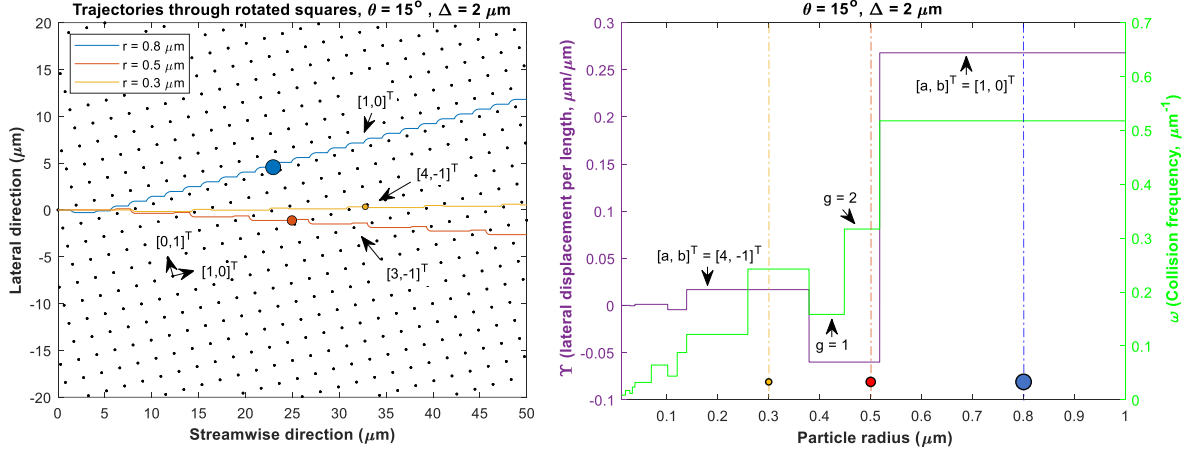 Trajectories through rotated squares, θ = 15° , Δ = 2 μm
r = 0.8 μm
r = 0.5 μm
r = 0.3 μm
[1,0]ᵀ
[4,-1]ᵀ
[0,1]ᵀ
[1,0]ᵀ
[3,-1]ᵀ
20
15
10
5
0
-5
-10
-15
-20
0
5
10
15
20
25
30
35
40
45
50
Lateral direction (μm)
Streamwise direction (μm)
θ = 15° , Δ = 2 μm
[a, b]ᵀ = [1, 0]ᵀ
g = 2
[a, b]ᵀ = [4, -1]ᵀ
g = 1
0.3
0.25
0.2
0.15
0.1
0.05
0
-0.05
-0.1
0.1
0.2
0.3
0.4
0.5
0.6
0.7
0.8
0.9
1
0.7
0.6
0.5
0.4
0.3
0.2
0.1
0
ϒ (lateral displacement per length, μm/μm)
Particle radius (μm)
ω (Collision frequency, μm⁻¹)